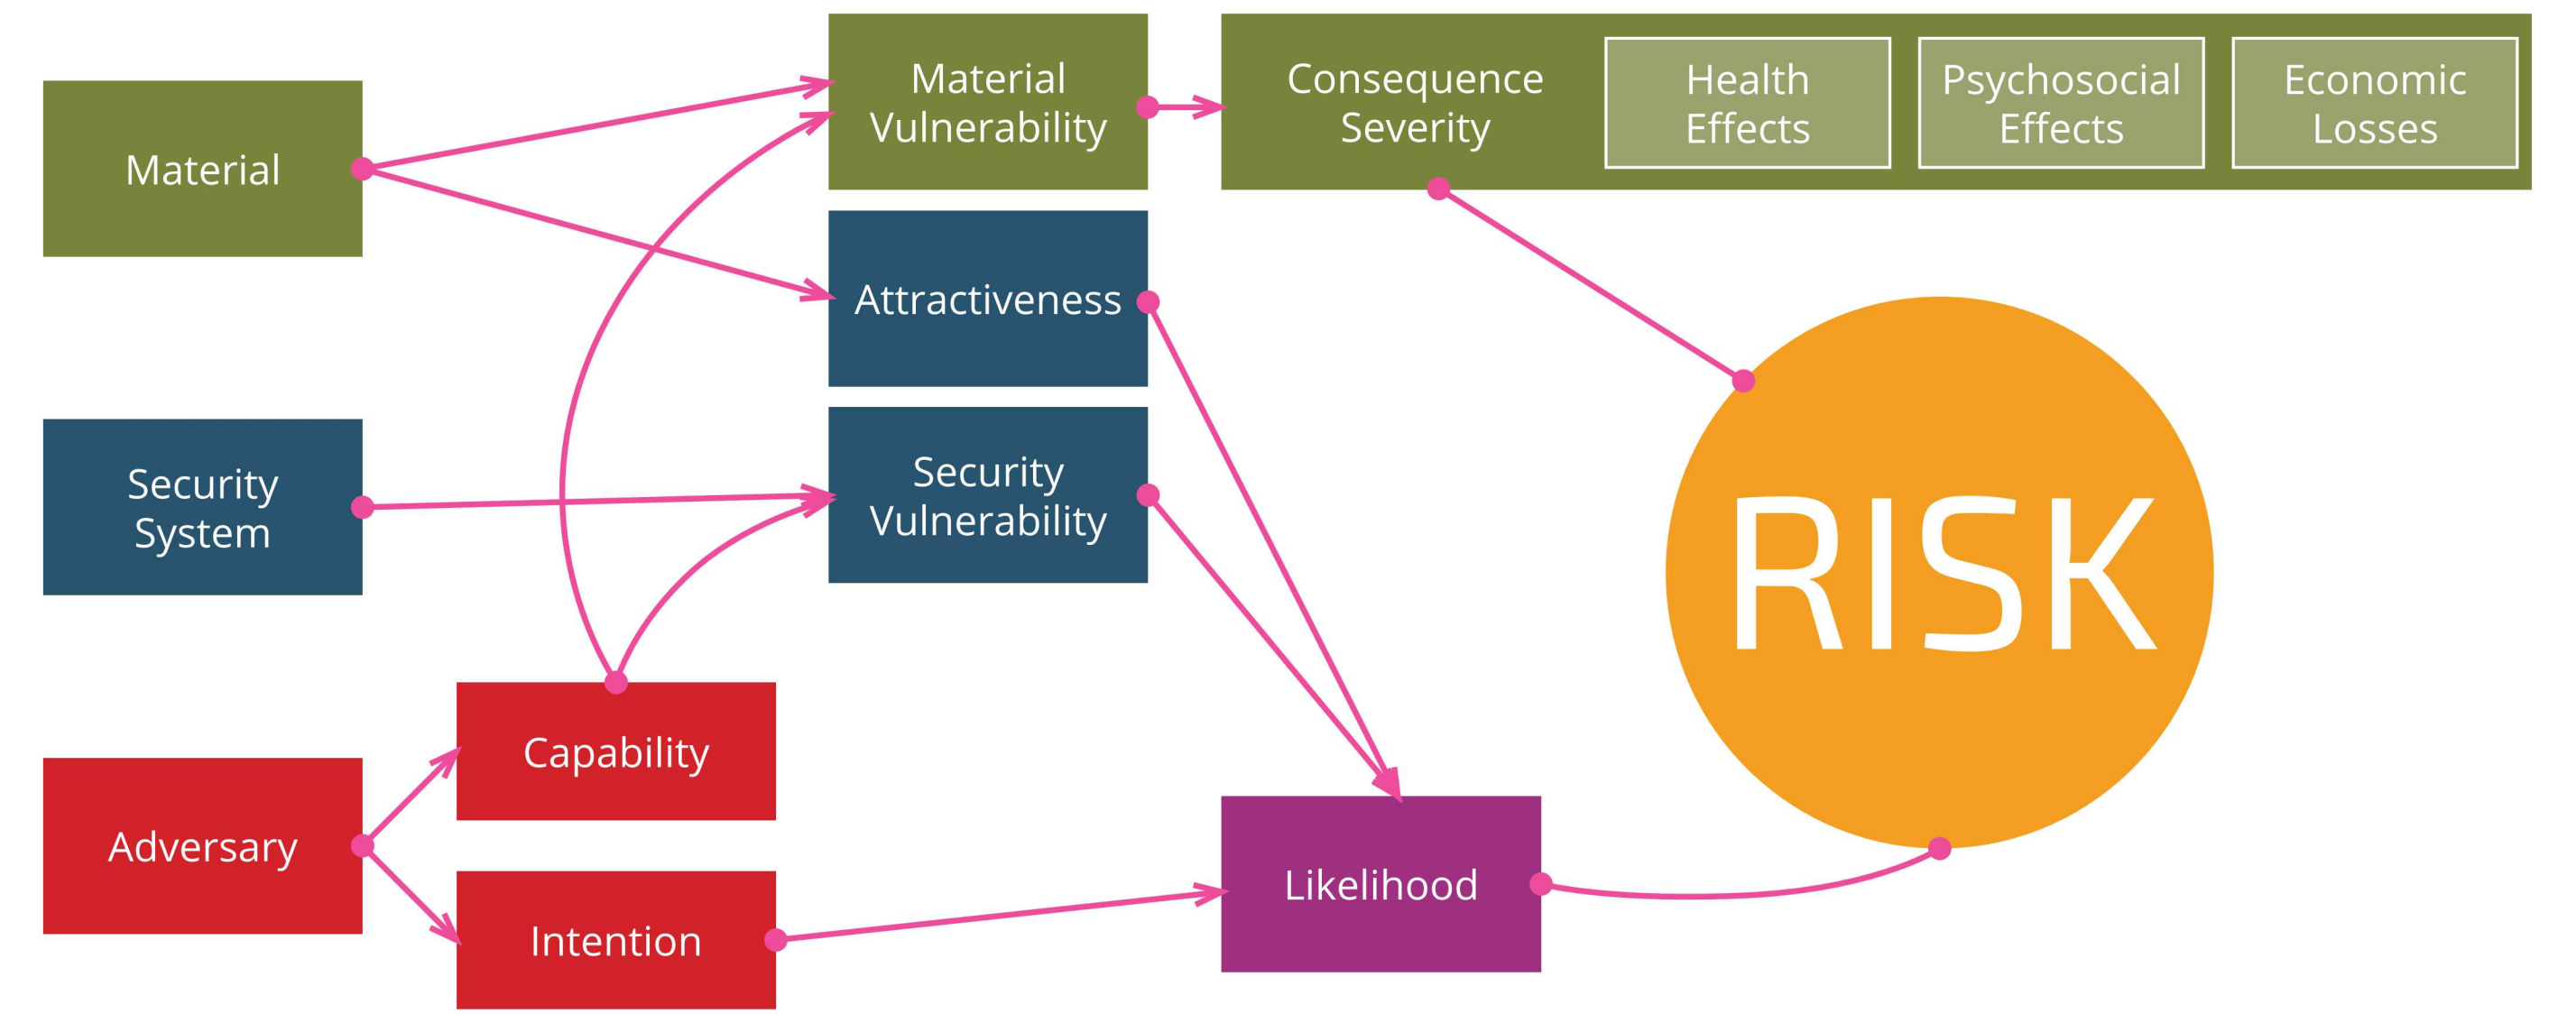 Material
Security
System
Adversary
Capability
Intention
Material
Vulnerability
Attractiveness
Security
Vulnerability
Consequence
Severity
Health
Effects
Psychosocial
Effects
Economic
Losses
Likelihood
RISK